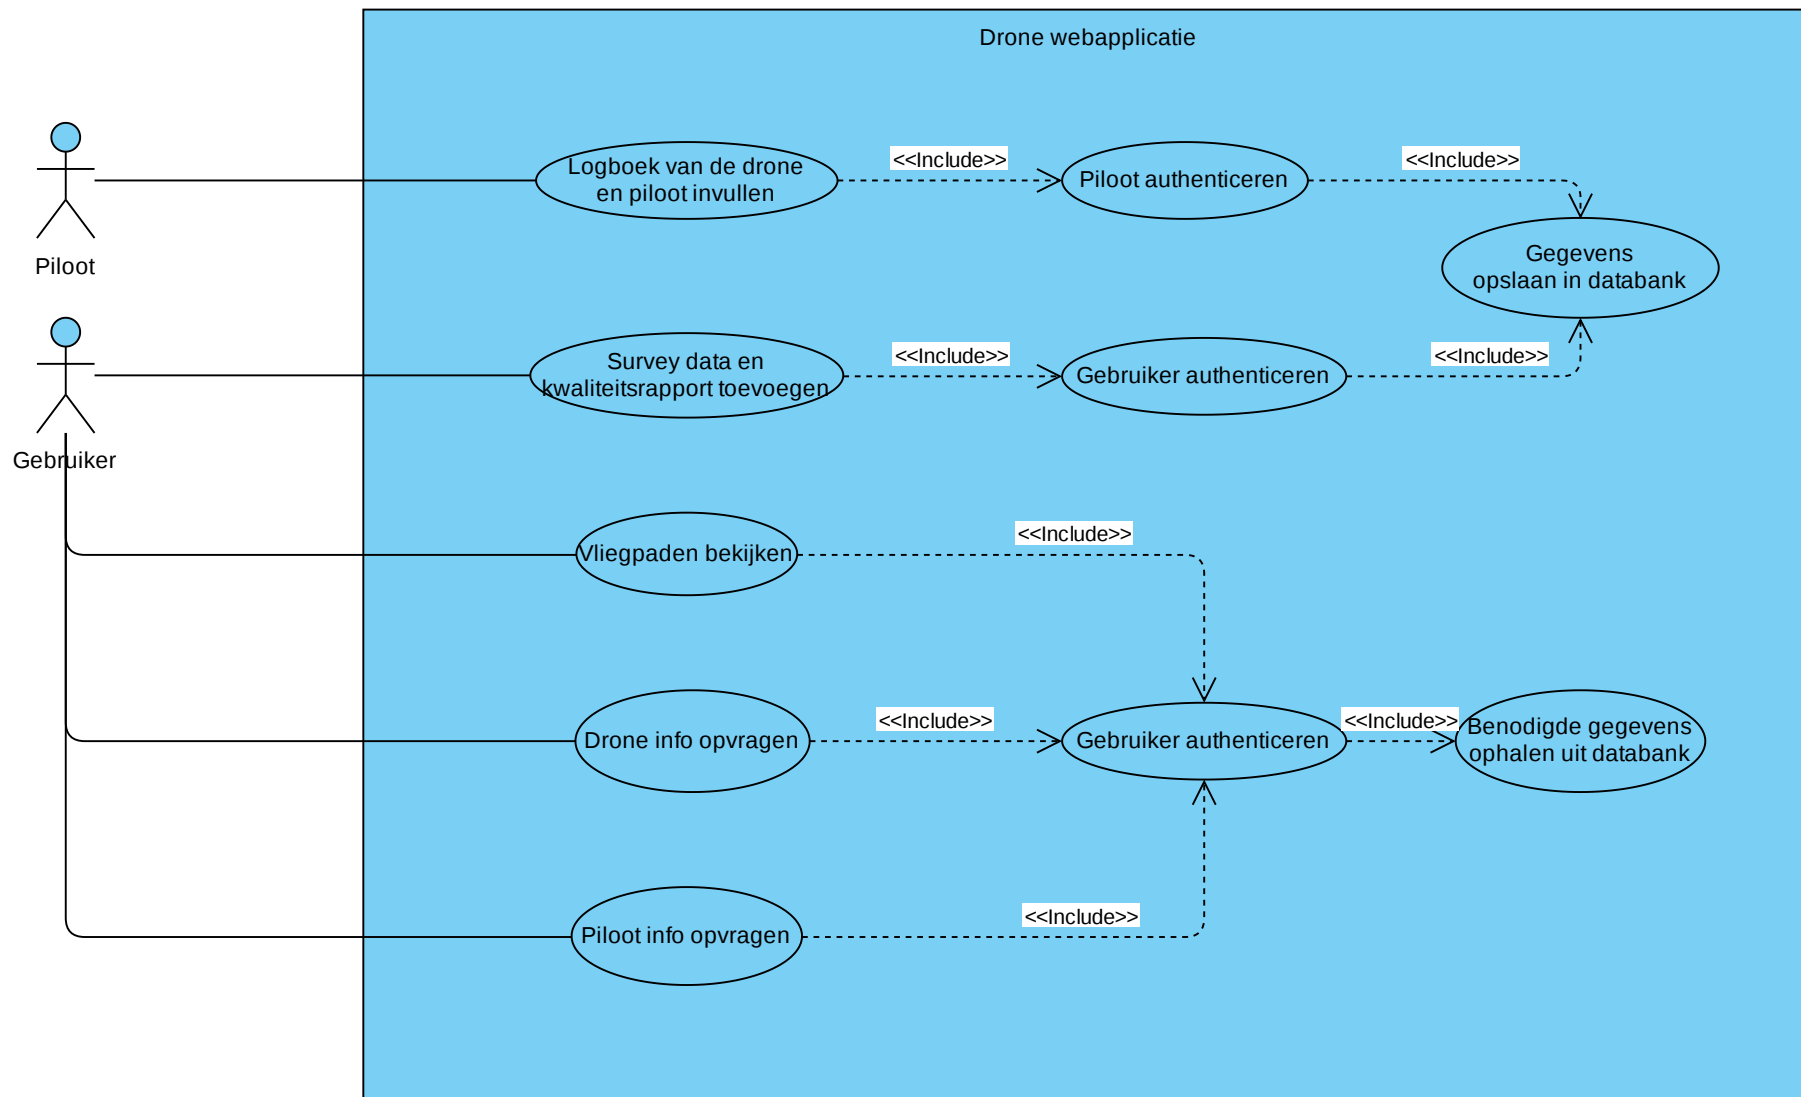 Drone webapplicatie
Piloot
Logboek van de drone
en piloot invullen
<<Include>>
Piloot authenticeren
<<Include>>
Gegevens
opslaan in databank
Gebruiker
Survey data en
kwaliteitsrapport toevoegen
<<Include>>
Gebruiker authenticeren
<<Include>>
Vliegpaden bekijken
<<Include>>
Drone info opvragen
<<Include>>
Gebruiker authenticeren
<<Include>>
Benodigde gegevens
ophalen uit databank
Piloot info opvragen
<<Include>>